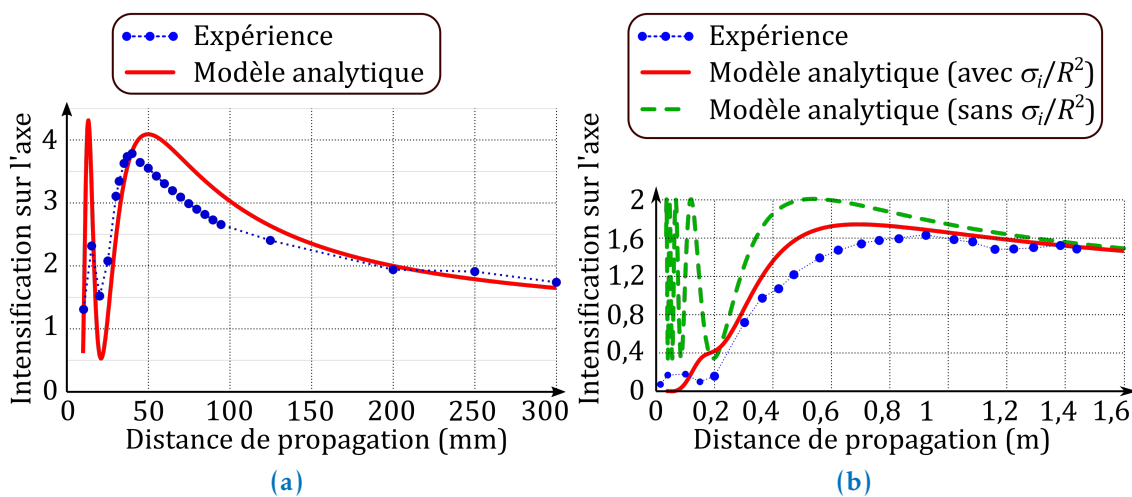 Expérience
Modèle analytique
Intensification sur l'axe
4
3
2
1
0
0 50 100 150 200 250 300
Distance de propagation (mm)
(a)
Expérience
Modèle analytique (avec σᵢ/R²)
Modèle analytique (sans σᵢ/R²)
Intensification sur l'axe
2
1,6
1,2
0,8
0,4
0
0 0,2 0,4 0,6 0,8 1 1,2 1,4 1,6
Distance de propagation (m)
(b)